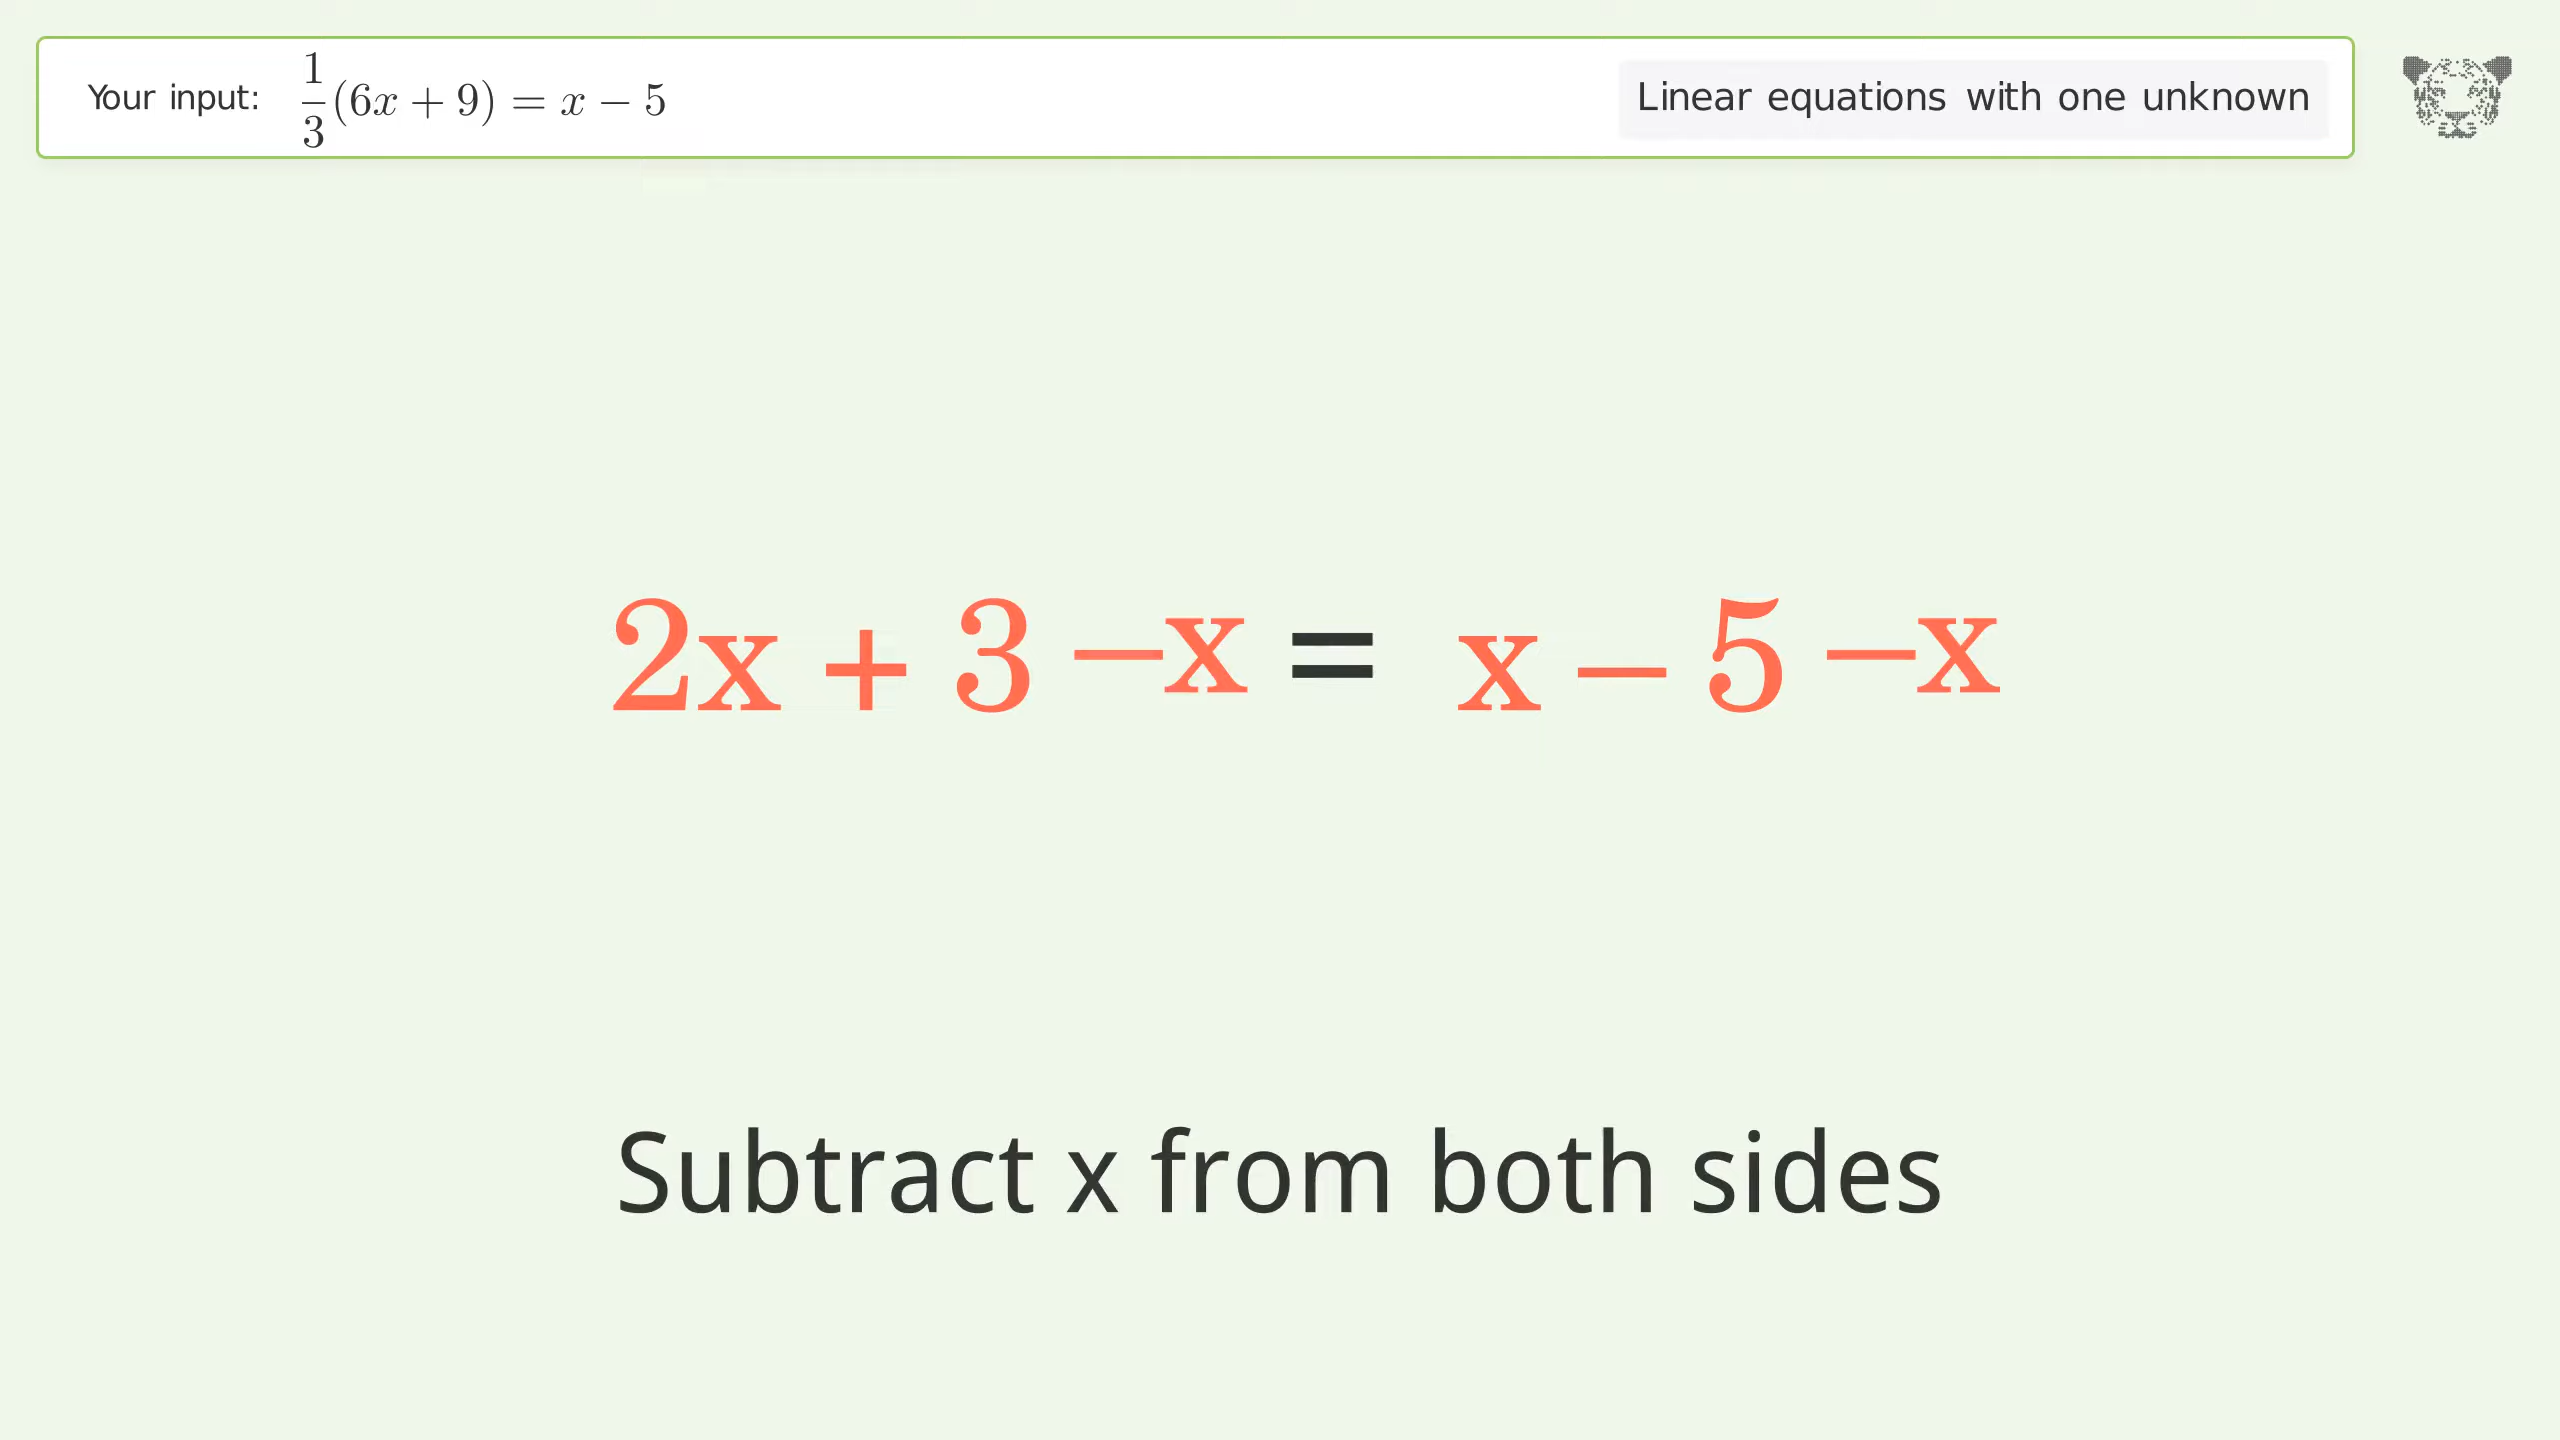 Your input: \frac{1}{3}(6x + 9) = x − 5
Linear equations with one unknown
2x + 3 −x = x − 5 −x
Subtract x from both sides